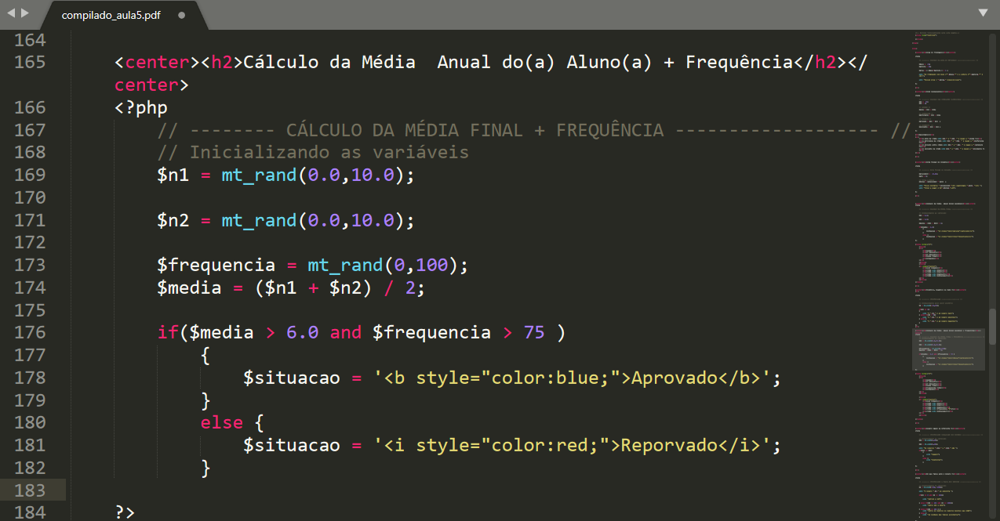 compilado_aula5.pdf
164
165 <center><h2>Cálculo da Média  Anual do(a) Aluno(a) + Frequência</h2></
center>
166 <?php
167 // -------- CÁLCULO DA MÉDIA FINAL + FREQUÊNCIA ------------------- //
168 // Inicializando as variáveis
169 $n1 = mt_rand(0.0,10.0);
170
171 $n2 = mt_rand(0.0,10.0);
172
173 $frequencia = mt_rand(0,100);
174 $media = ($n1 + $n2) / 2;
175
176 if($media > 6.0 and $frequencia > 75 )
177 {
178 $situacao = '<b style="color:blue;">Aprovado</b>';
179 }
180 else {
181 $situacao = '<i style="color:red;">Reporvado</i>';
182 }
183
184 ?>